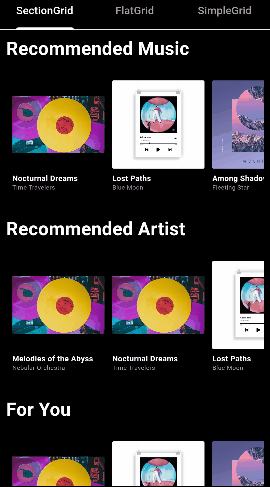 SectionGrid FlatGrid SimpleGrid
Recommended Music
Nocturnal Dreams Lost Paths Among Shadow
Time Travelers Blue Moon Fleeting Star
Recommended Artist
Melodies of the Abyss Nocturnal Dreams Lost Paths
Nebular Orchestra Time Travelers Blue Moon
For You